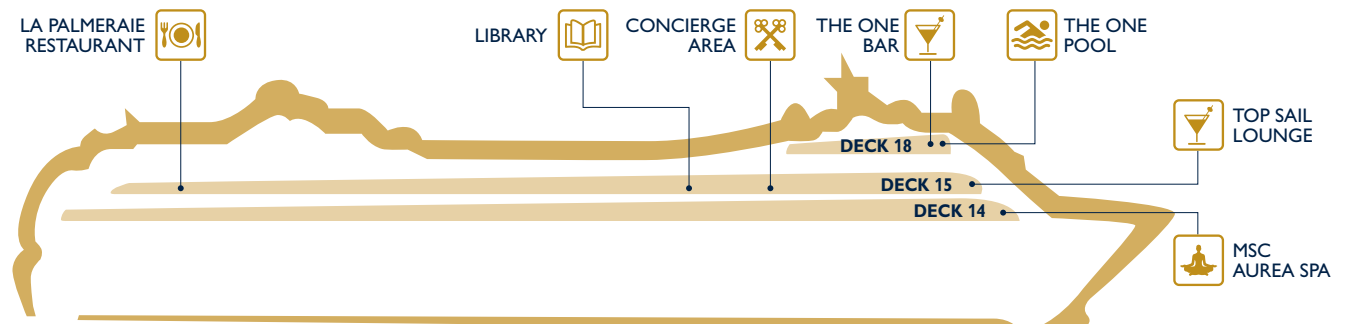 LA PALMERAIE
RESTAURANT
LIBRARY
CONCIERGE
AREA
THE ONE
BAR
THE ONE
POOL
TOP SAIL
LOUNGE
DECK 18
DECK 15
DECK 14
MSC
AUREA SPA